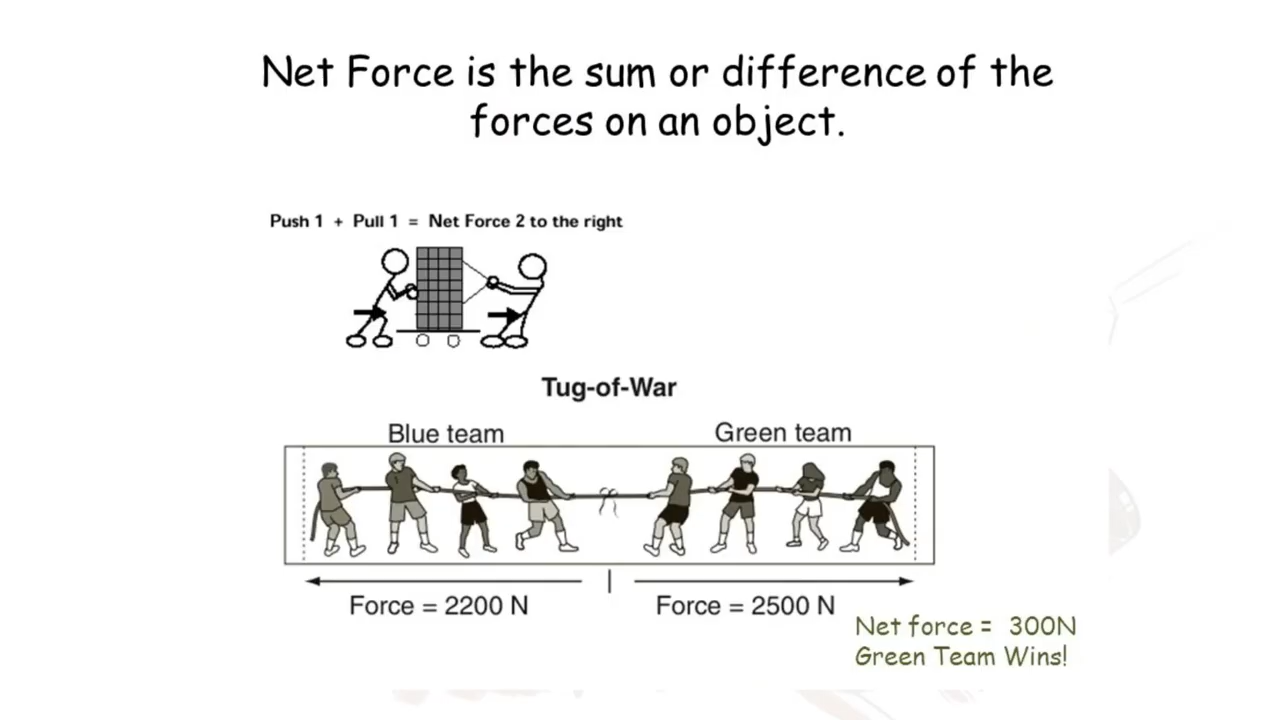 Net Force is the sum or difference of the
forces on an object.
Push 1 + Pull 1 = Net Force 2 to the right
Tug-of-War
Blue team
Green team
Force = 2200 N
Force = 2500 N
Net force = 300N
Green Team Wins!